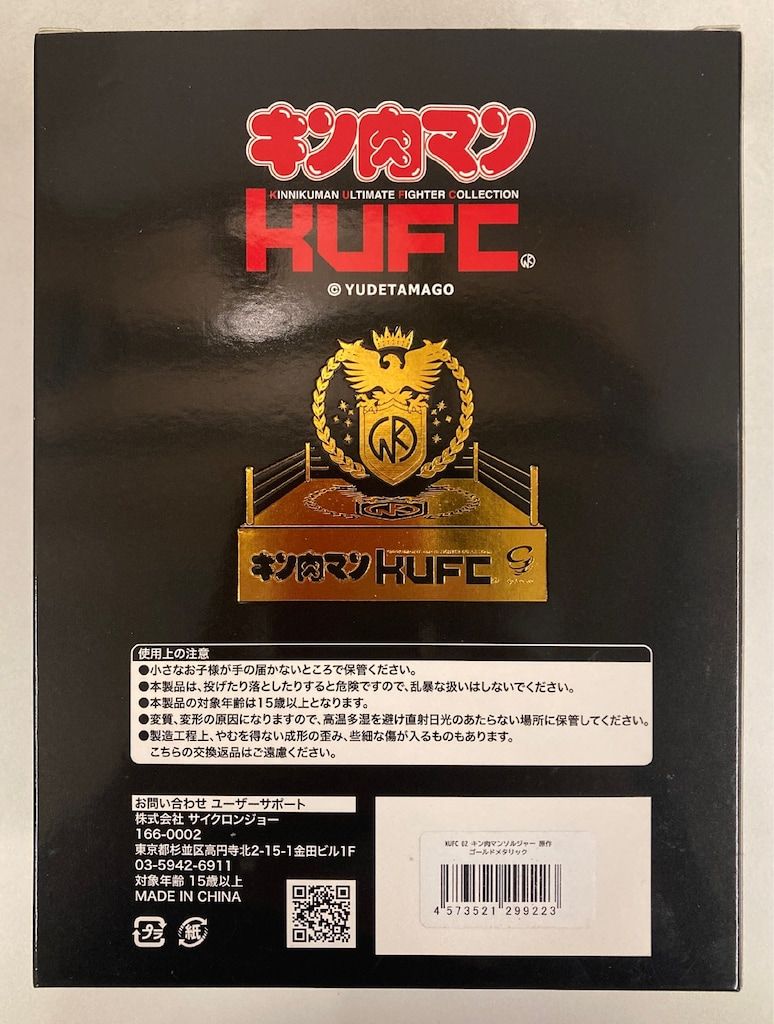 キン肉マン
KINNIKUMAN ULTIMATE FIGHTER COLLECTION
KUFC
© YUDETAMAGO
キン肉マン KUFC
使用上の注意
●小さなお子様が手の届かないところで保管ください。
●本製品は、投げたり落としたりすると危険ですので、乱暴な扱いはしないでください。
●本製品の対象年齢は15歳以上となります。
●変質、変形の原因になりますので、高温多湿を避け直射日光のあたらない場所に保管してください。
●製造工程上、やむを得ない成形の歪み、些細な傷が入るものもあります。
こちらの交換返品はご遠慮ください。
お問い合わせ ユーザーサポート
株式会社 サイクロンジョー
166-0002
東京都杉並区高円寺北2-15-1金田ビル1F
03-5942-6911
対象年齢 15歳以上
MADE IN CHINA
プラ
紙
KUFC 02 キン肉マンソルジャー 原作
ゴールドメタリック
4 573521 299223